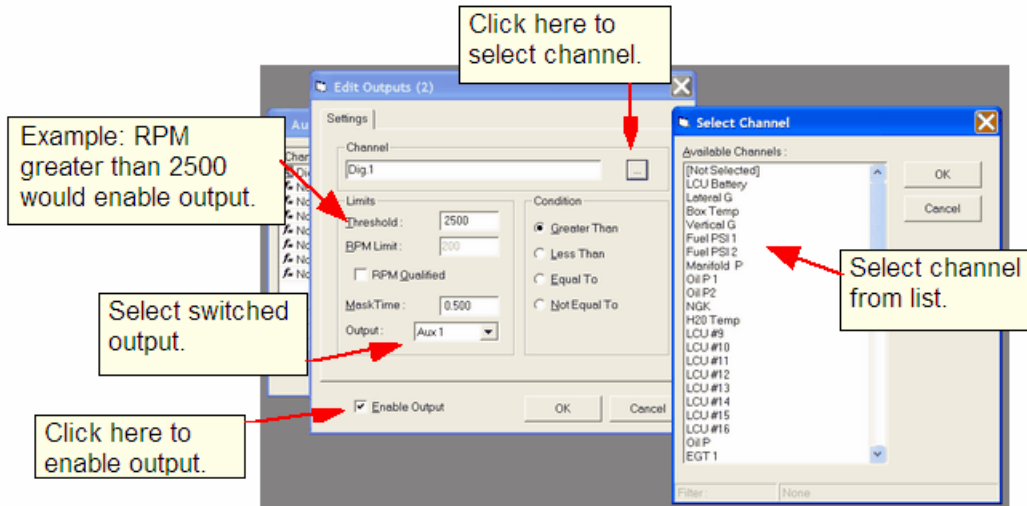 Click here to
select channel.
Edit Outputs (2)
Settings
Channel
Dig.1
...
Limits
Threshold : 2500
RPM Limit : 200
RPM Qualified
MaskTime : 0.500
Output : Aux 1
Condition
Greater Than
Less Than
Equal To
Not Equal To
Enable Output
OK
Cancel
Example: RPM
greater than 2500
would enable output.
Select switched
output.
Click here to
enable output.
Select Channel
Available Channels :
[Not Selected]
LCU Battery
Lateral G
Box Temp
Vertical G
Fuel PSI 1
Fuel PSI 2
Manifold P
Oil P 1
Oil P2
NGK
H20 Temp
LCU #9
LCU #10
LCU #11
LCU #12
LCU #13
LCU #14
LCU #15
LCU #16
Oil P
EGT 1
OK
Cancel
Filter : None
Select channel
from list.